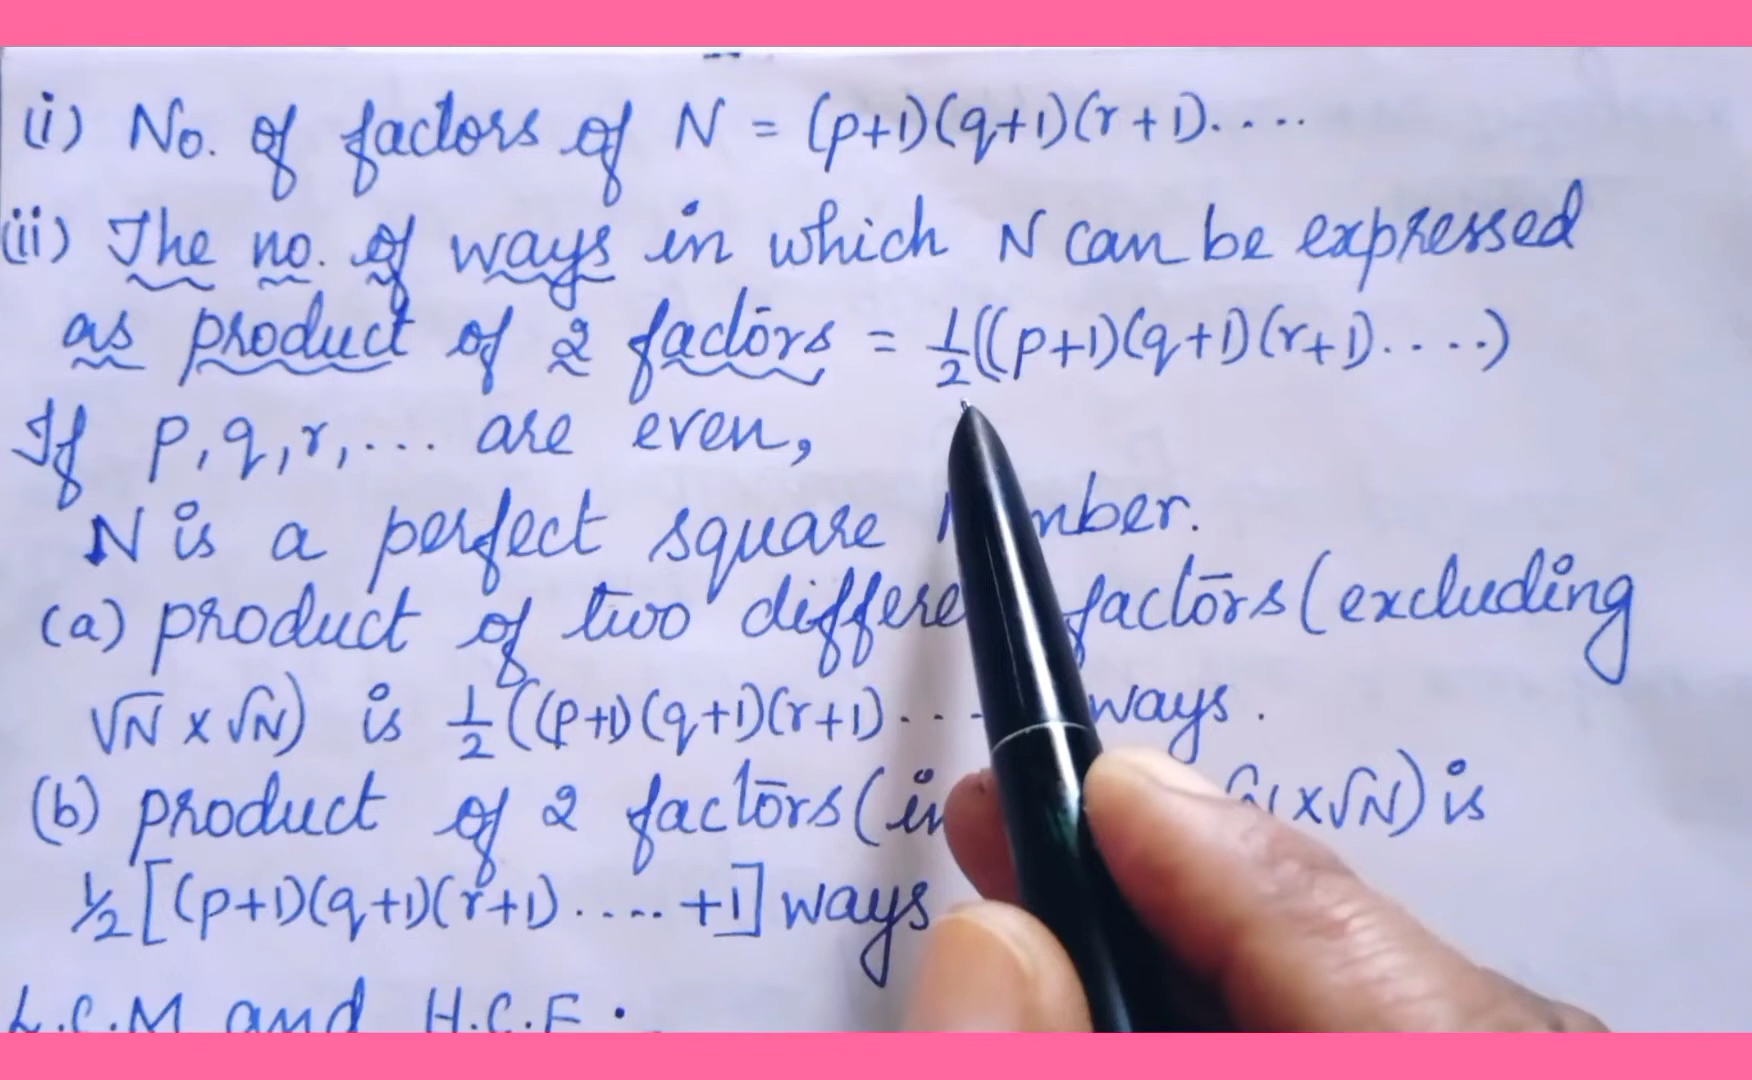 (i) No. of factors of N = (p+1)(q+1)(r+1)....
(ii) The no. of ways in which N can be expressed
as product of 2 factors = 1/2((p+1)(q+1)(r+1).....)
If p,q,r,... are even,
N is a perfect square
(a) product of two factors (excluding
√N x √N) is 1/2((p+1)(q+1)(r+1)... ways.
(b) product of 2 factors ( x √N) is
1/2[(p+1)(q+1)(r+1).....+1] ways
L.C.M and H.C.F: